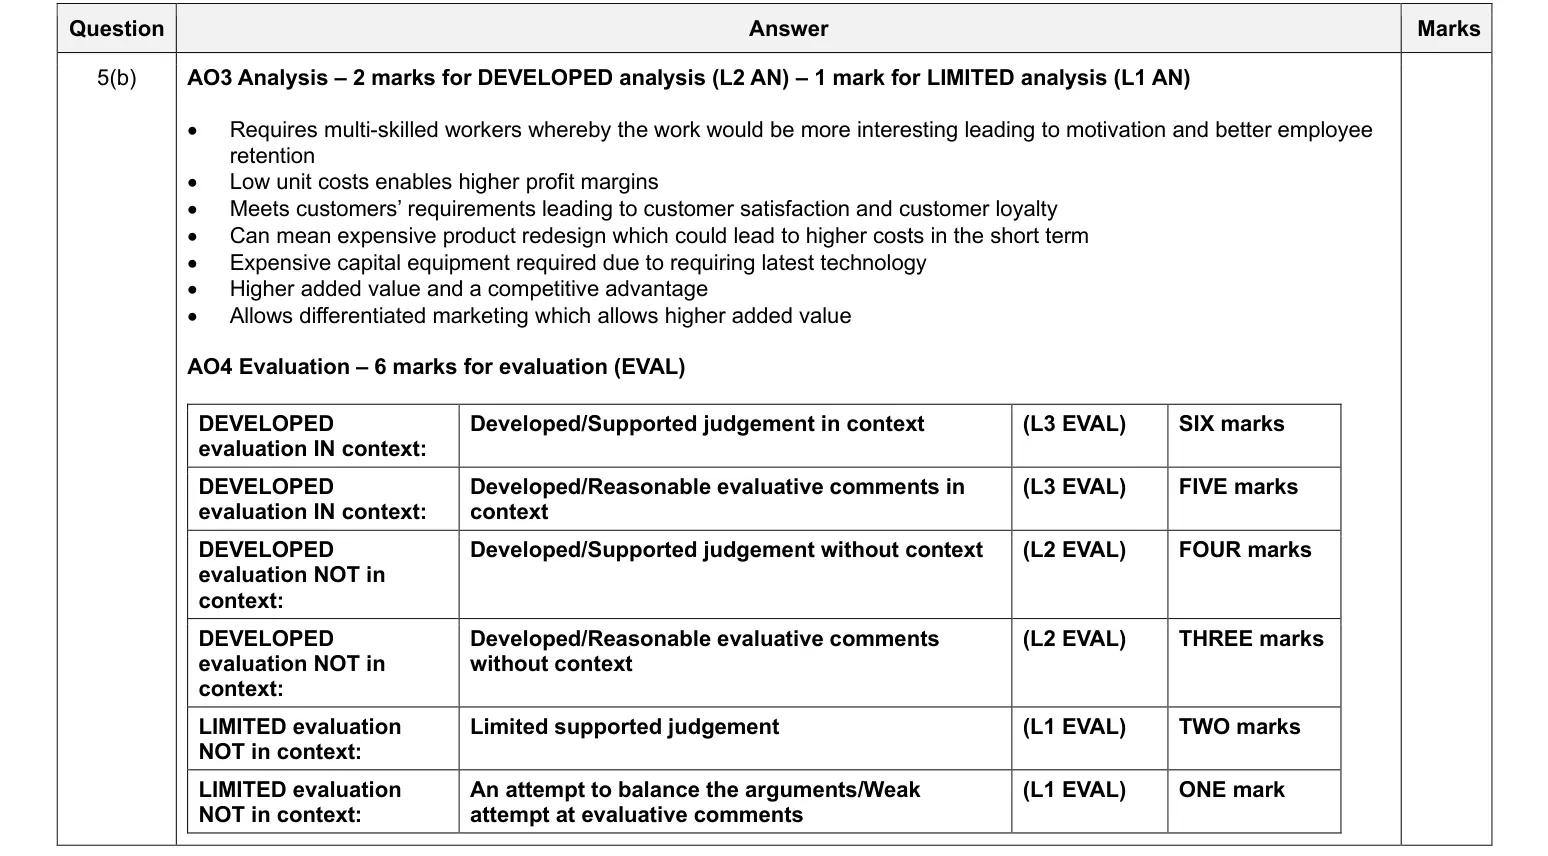 Question Answer Marks
5(b) AO3 Analysis – 2 marks for DEVELOPED analysis (L2 AN) – 1 mark for LIMITED analysis (L1 AN)
• Requires multi-skilled workers whereby the work would be more interesting leading to motivation and better employee
retention
• Low unit costs enables higher profit margins
• Meets customers’ requirements leading to customer satisfaction and customer loyalty
• Can mean expensive product redesign which could lead to higher costs in the short term
• Expensive capital equipment required due to requiring latest technology
• Higher added value and a competitive advantage
• Allows differentiated marketing which allows higher added value
AO4 Evaluation – 6 marks for evaluation (EVAL)
DEVELOPED
evaluation IN context:
Developed/Supported judgement in context
(L3 EVAL)
SIX marks
DEVELOPED
evaluation IN context:
Developed/Reasonable evaluative comments in
context
(L3 EVAL)
FIVE marks
DEVELOPED
evaluation NOT in
context:
Developed/Supported judgement without context
(L2 EVAL)
FOUR marks
DEVELOPED
evaluation NOT in
context:
Developed/Reasonable evaluative comments
without context
(L2 EVAL)
THREE marks
LIMITED evaluation
NOT in context:
Limited supported judgement
(L1 EVAL)
TWO marks
LIMITED evaluation
NOT in context:
An attempt to balance the arguments/Weak
attempt at evaluative comments
(L1 EVAL)
ONE mark